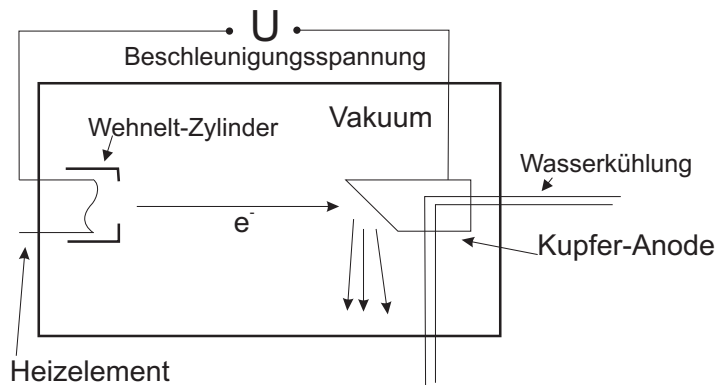 U
Beschleunigungsspannung
Wehnelt-Zylinder
Vakuum
Wasserkühlung
e⁻
Kupfer-Anode
Heizelement